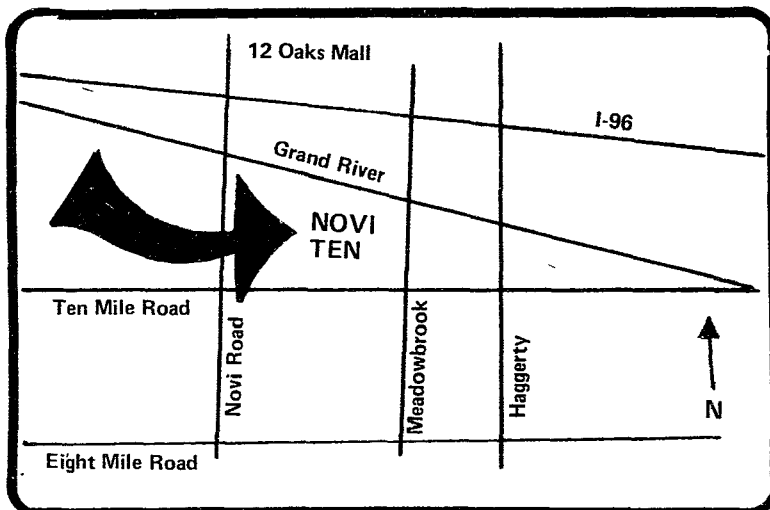 12 Oaks Mall
I-96
Grand River
NOVI
TEN
Ten Mile Road
Novi Road
Meadowbrook
Haggerty
N
Eight Mile Road